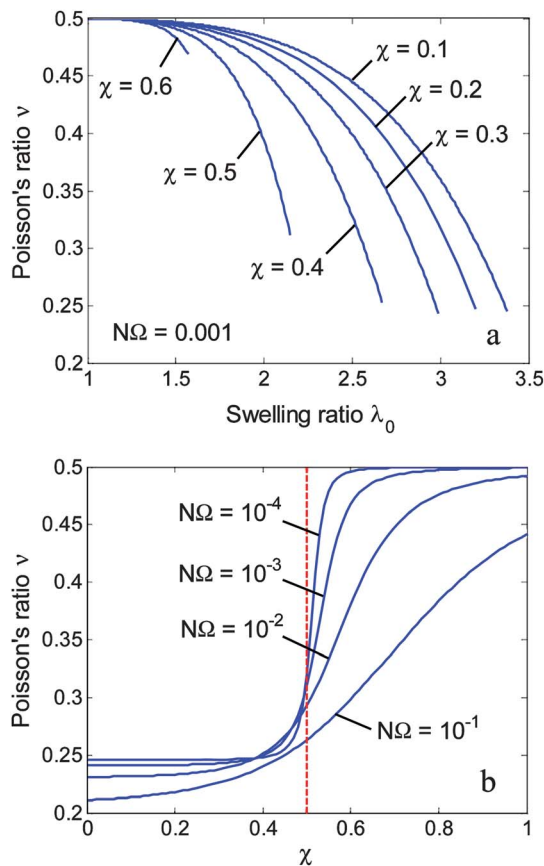 0.5
0.45
0.4
0.35
0.3
0.25
0.2
Poisson's ratio ν
χ = 0.1
χ = 0.2
χ = 0.3
χ = 0.6
χ = 0.5
χ = 0.4
NΩ = 0.001
a
1
1.5
2
2.5
3
3.5
Swelling ratio λ₀
0.5
0.45
0.4
0.35
0.3
0.25
0.2
Poisson's ratio ν
NΩ = 10⁻⁴
NΩ = 10⁻³
NΩ = 10⁻²
NΩ = 10⁻¹
b
0
0.2
0.4
0.6
0.8
1
χ